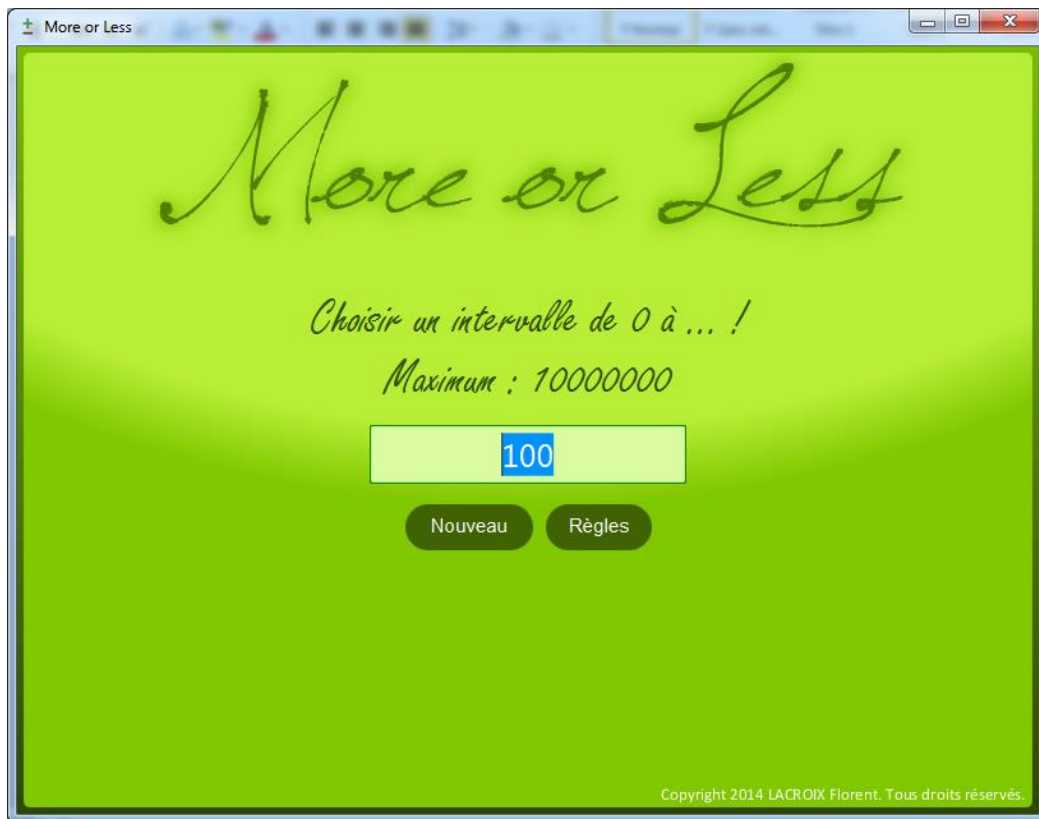 More or Less
More or Less
Choisir un intervalle de 0 à ... !
Maximum : 10000000
100
Nouveau Règles
Copyright 2014 LACROIX Florent. Tous droits réservés.